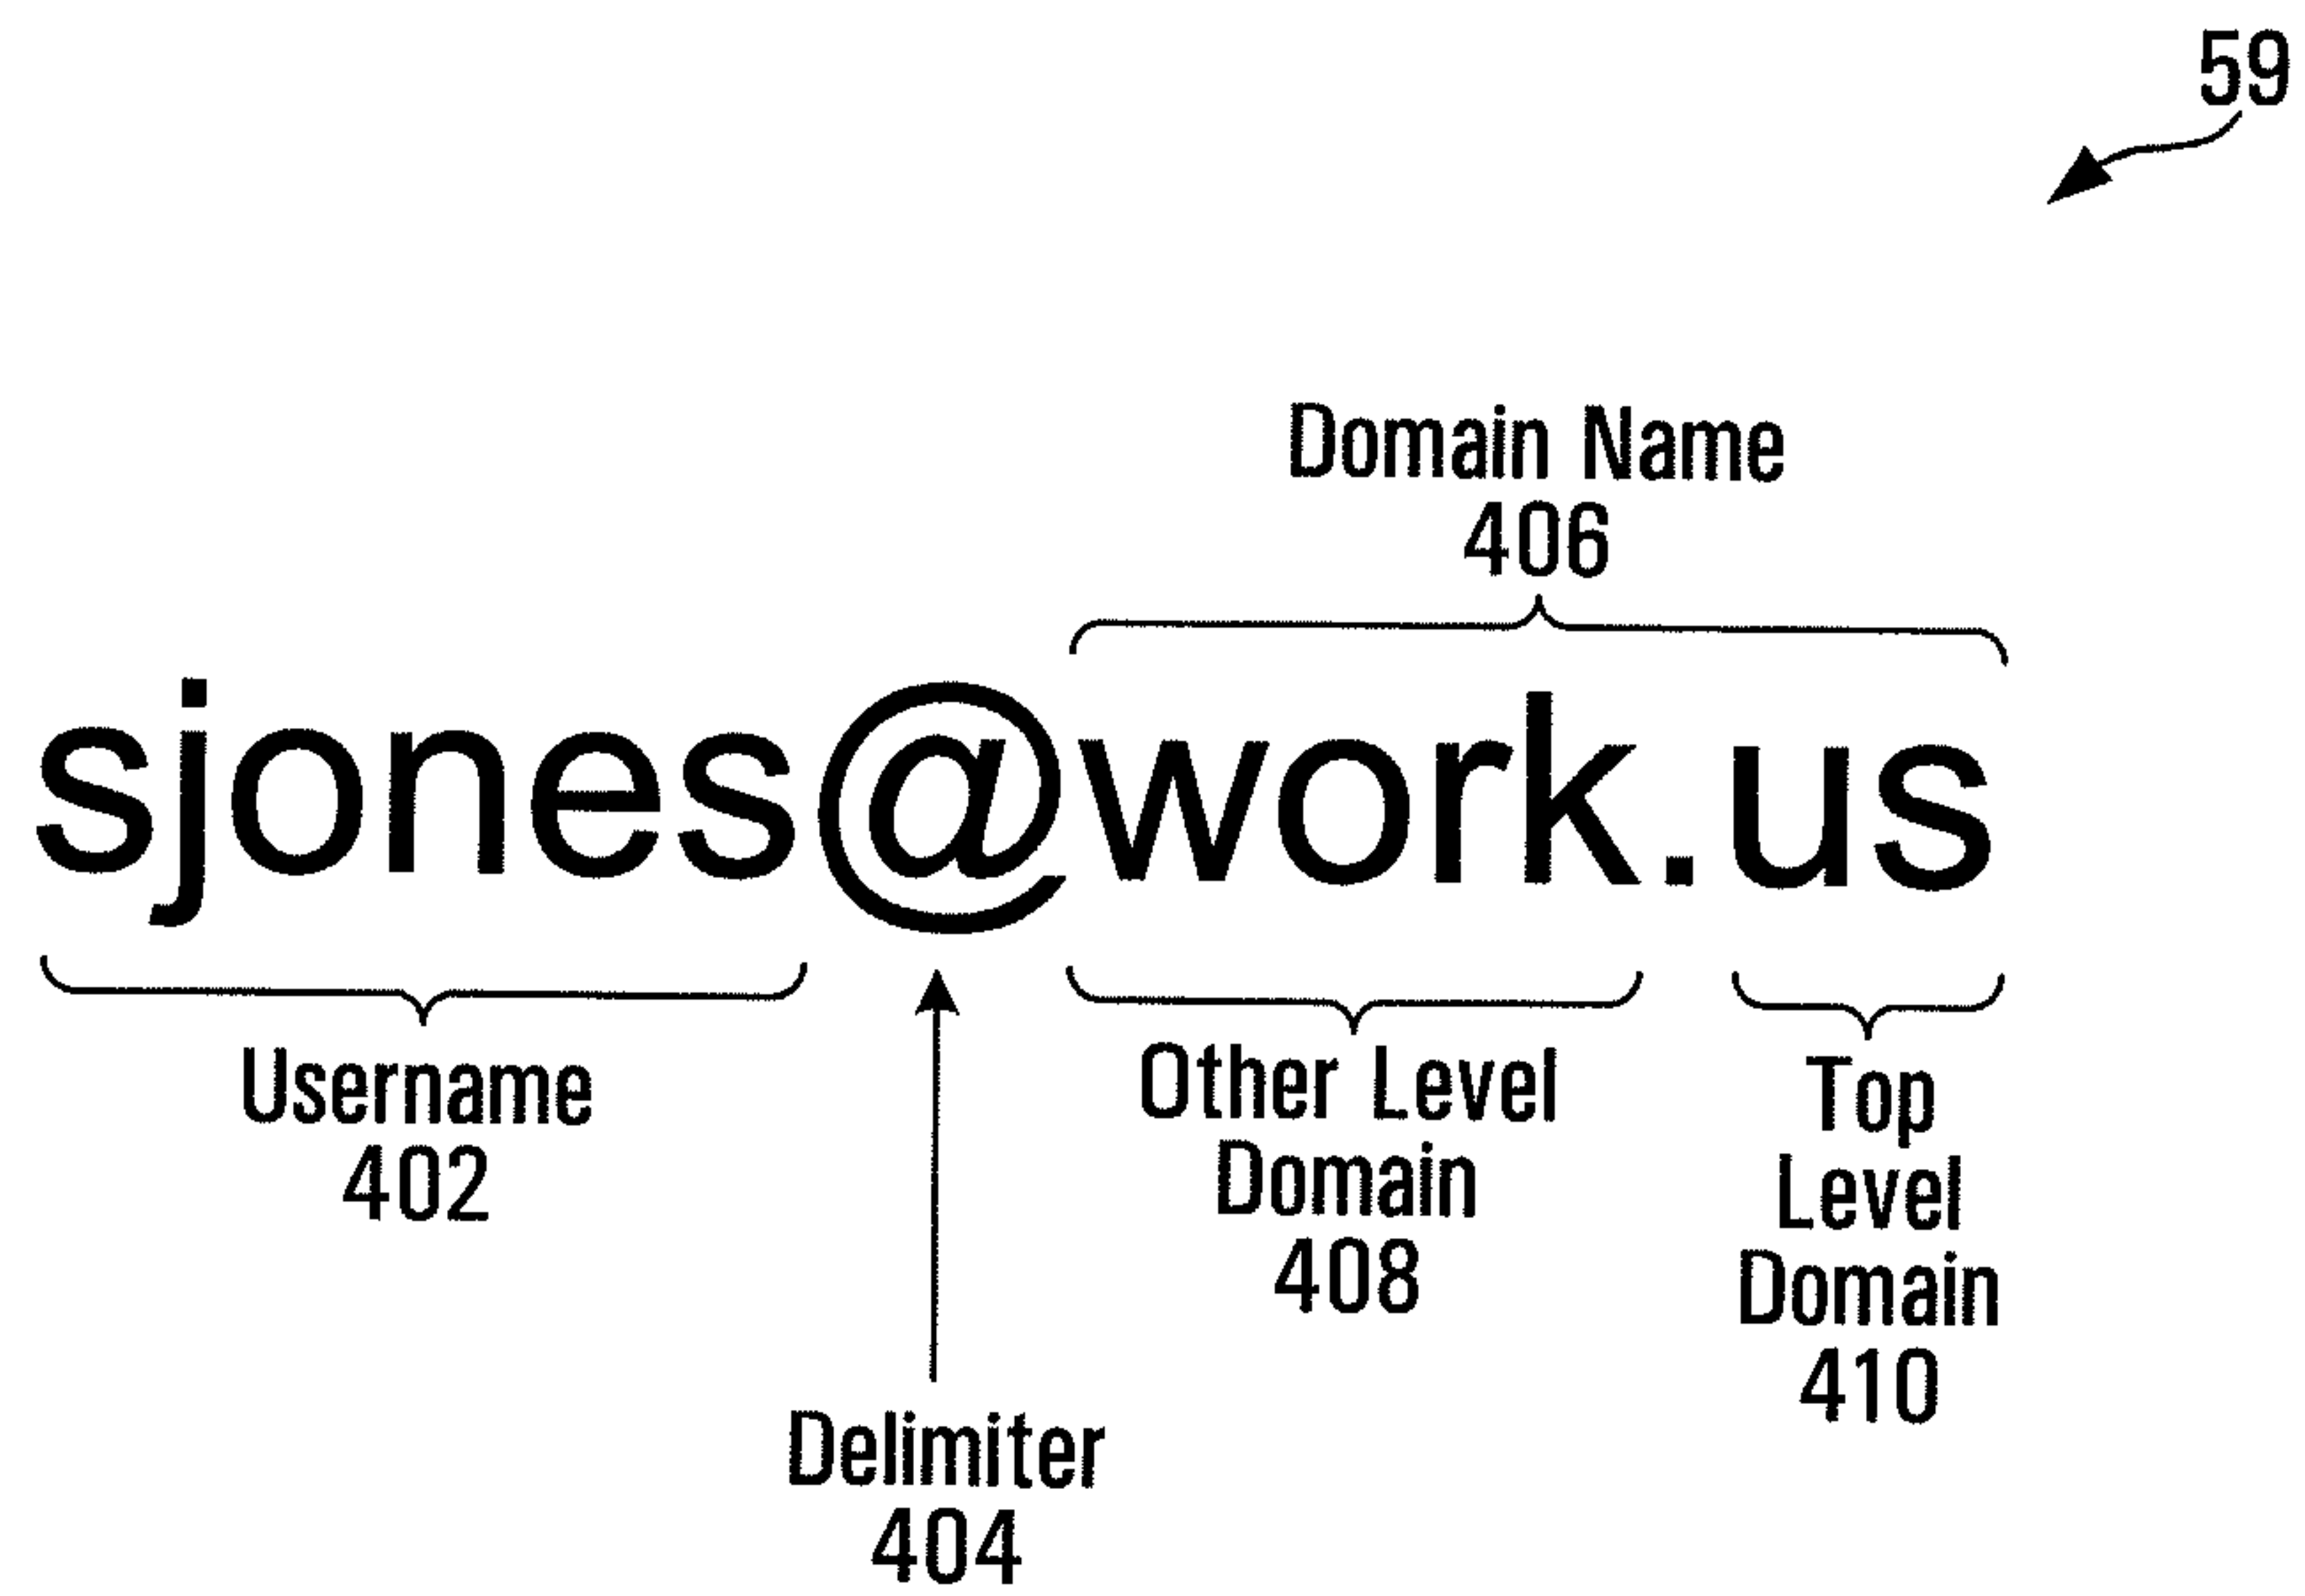 59
Domain Name
406
sjones@work.us
Username
402
Delimiter
404
Other Level
Domain
408
Top
Level
Domain
410